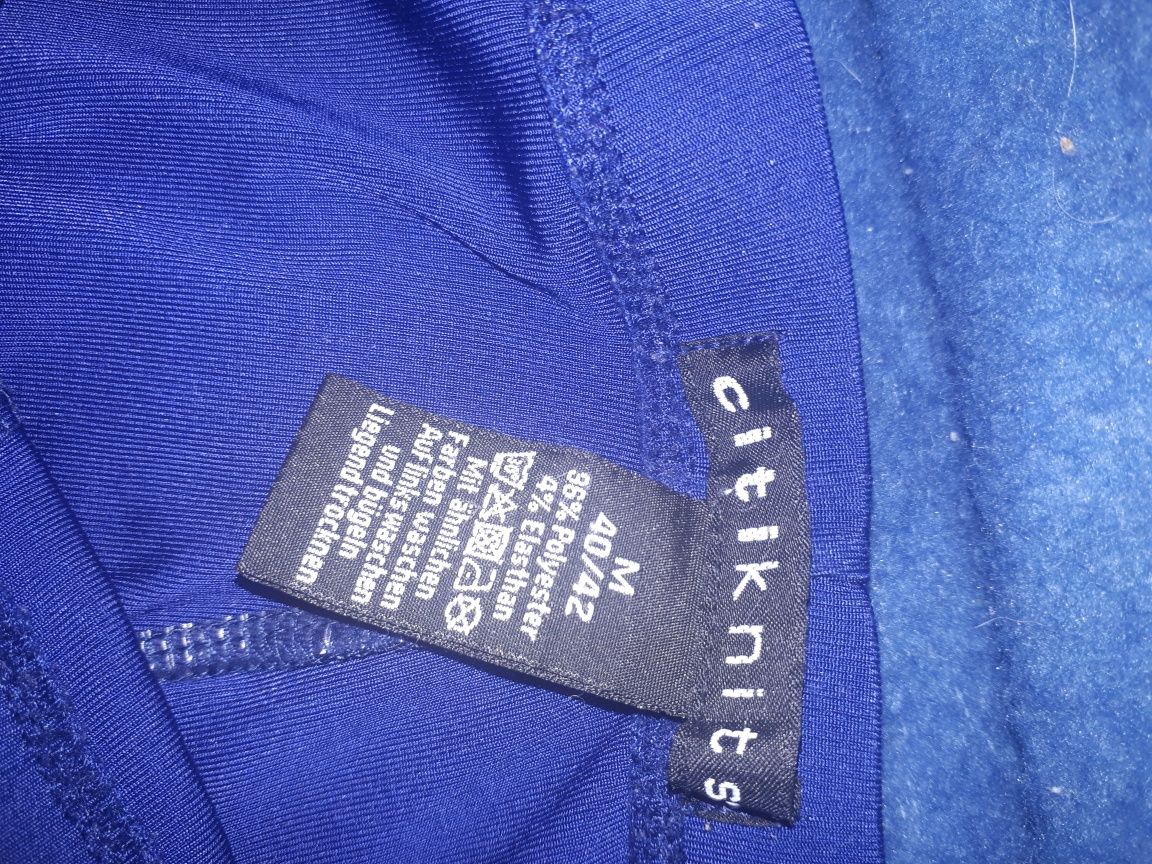 citiknits
M
40/42
96% Polyester
4% Elasthan
Mit ähnlichen
Farben waschen
Auf links waschen
und bügeln
Liegend trocknen